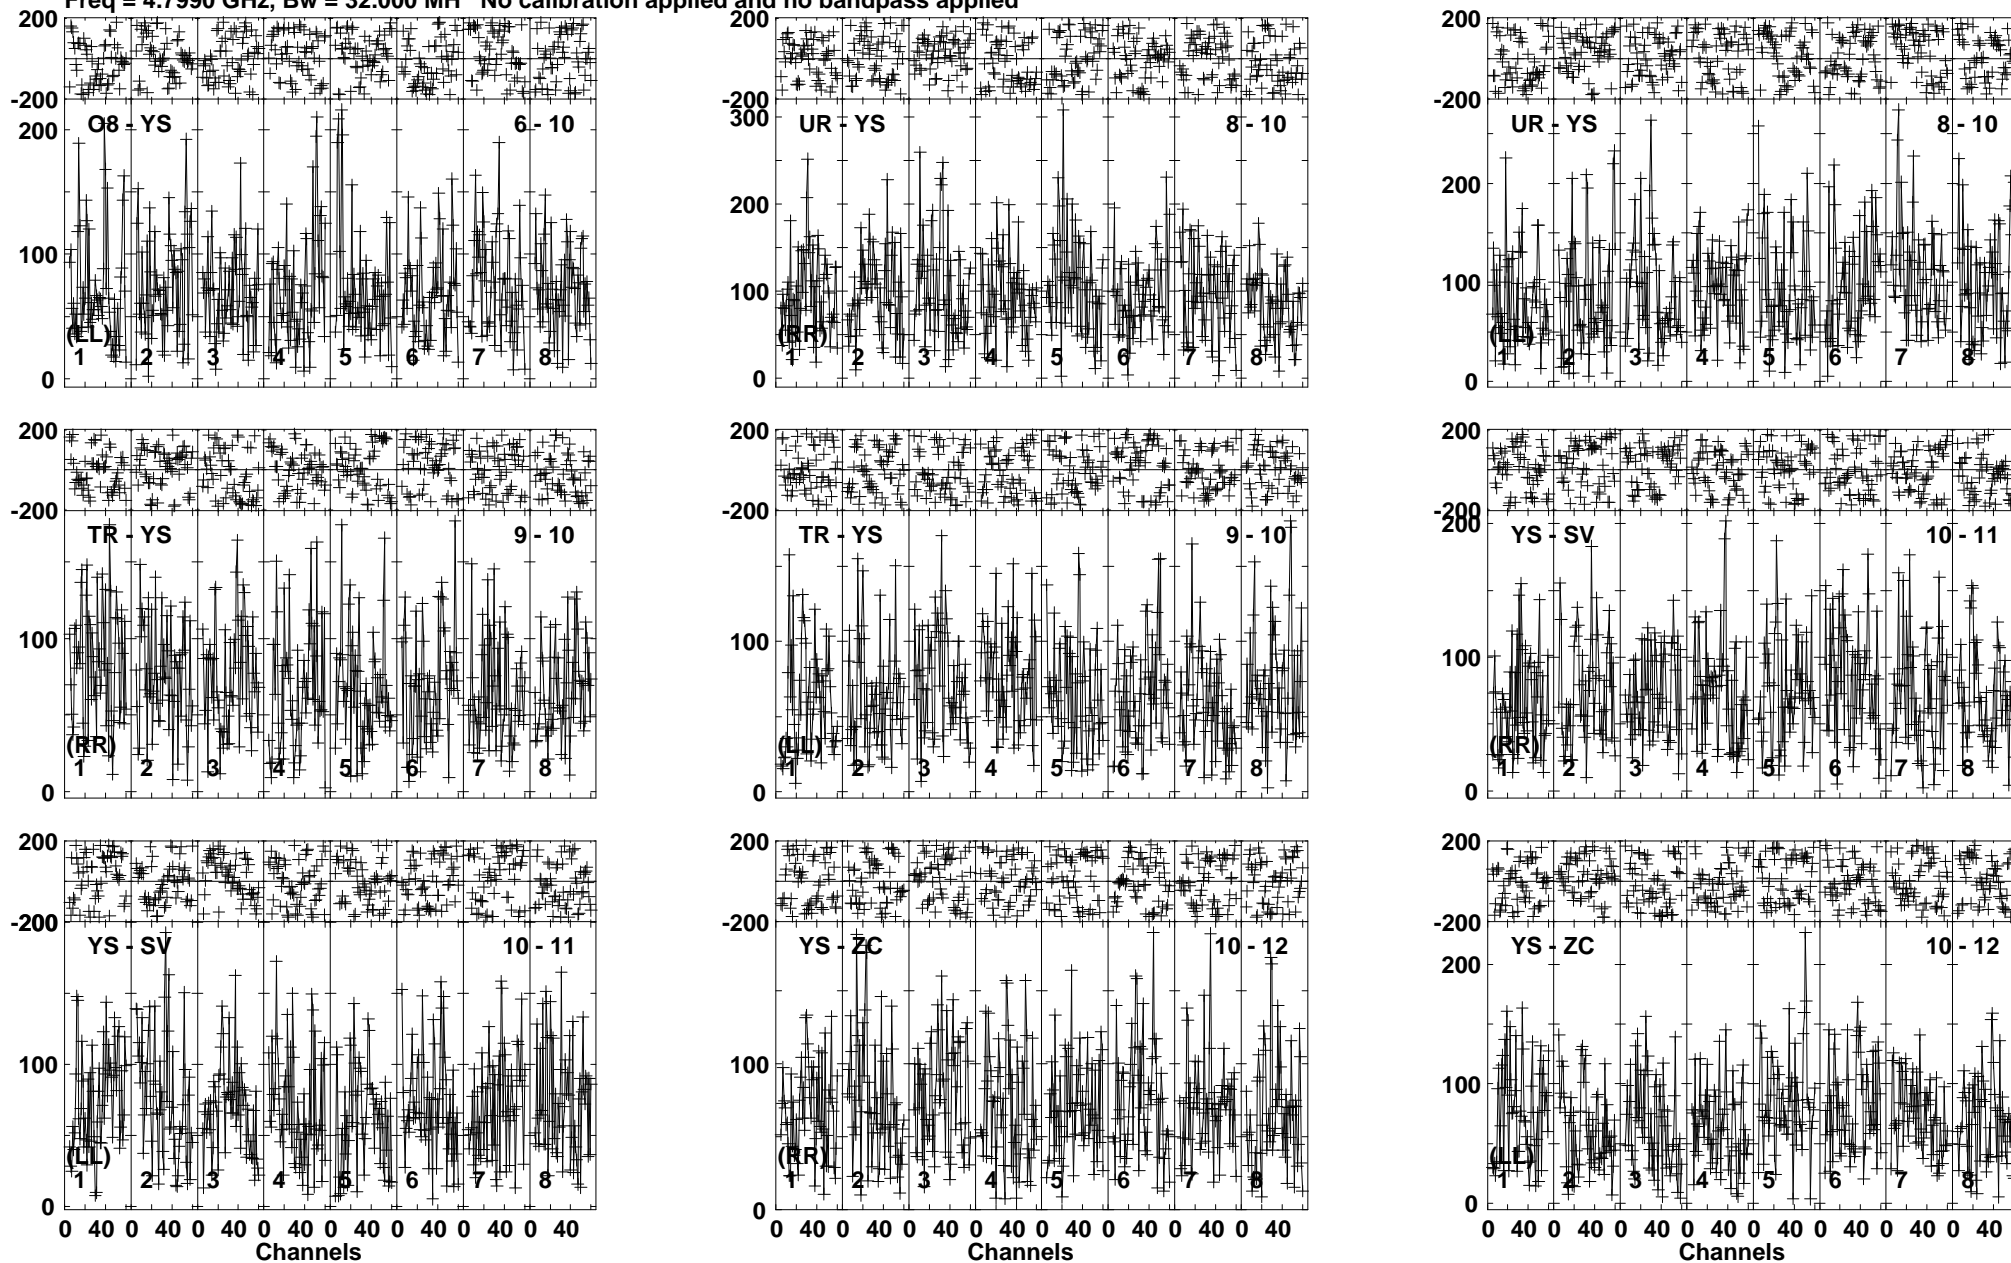 Freq = 4.7990 GHz, Bw = 32.000 MH No calibration applied and no bandpass applied
200 200 200
-200 -200 -200
O8 - YS 6 - 10 UR - YS 8 - 10 UR - YS 8 - 10
200 300
200 200
100 100 100
(LL) (RR) (LL)
1 2 3 4 5 6 7 8 1 2 3 4 5 6 7 8 1 2 3 4 5 6 7 8
0 0 0
200 200 200
-200 -200 -200
TR - YS 9 - 10 TR - YS 9 - 10 YS - SV 10 - 11
200
100 100 100
(RR) (LL) (RR)
1 2 3 4 5 6 7 8 1 2 3 4 5 6 7 8 1 2 3 4 5 6 7 8
0 0 0
200 200 200
-200 -200 -200
YS - SV 10 - 11 YS - ZC 10 - 12 YS - ZC 10 - 12
200
100 100 100
(LL) (RR) (LL)
1 2 3 4 5 6 7 8 1 2 3 4 5 6 7 8 1 2 3 4 5 6 7 8
0 0 0
0 40 0 40 0 40 0 40 0 40 0 40 0 40 0 40 0 40 0 40 0 40 0 40 0 40 0 40 0 40 0 40 0 40 0 40 0 40 0 40 0 40 0 40 0 40 0 40
Channels Channels Channels